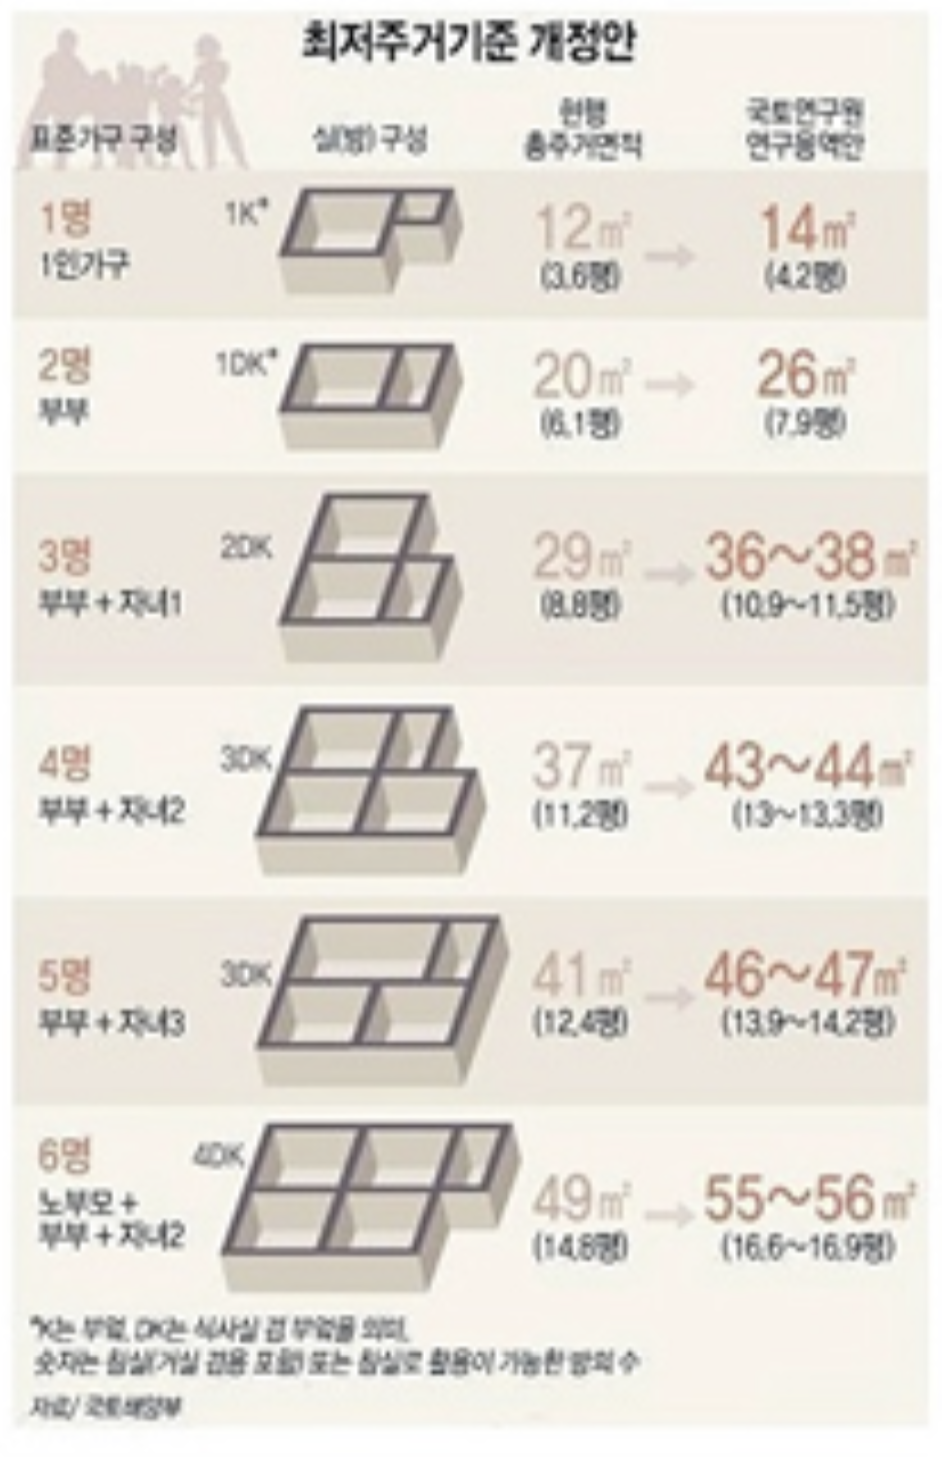 최저주거기준 개정안
표준가구 구성
실(방) 구성
현행
총주거면적
국토연구원
연구용역안
1명
1인가구
1K*
12㎡
(3.6평)
14㎡
(4.2평)
2명
부부
1DK*
20㎡
(6.1평)
26㎡
(7.9평)
3명
부부 + 자녀1
2DK
29㎡
(8.8평)
36~38㎡
(10.9~11.5평)
4명
부부 + 자녀2
3DK
37㎡
(11.2평)
43~44㎡
(13~13.3평)
5명
부부 + 자녀3
3DK
41㎡
(12.4평)
46~47㎡
(13.9~14.2평)
6명
노부모 +
부부 + 자녀2
4DK
49㎡
(14.8평)
55~56㎡
(16.6~16.9평)
*K는 부엌, DK는 식사실 겸 부엌을 의미,
숫자는 침실(거실 겸용 포함) 또는 침실로 활용이 가능한 방의 수
자료/ 국토해양부